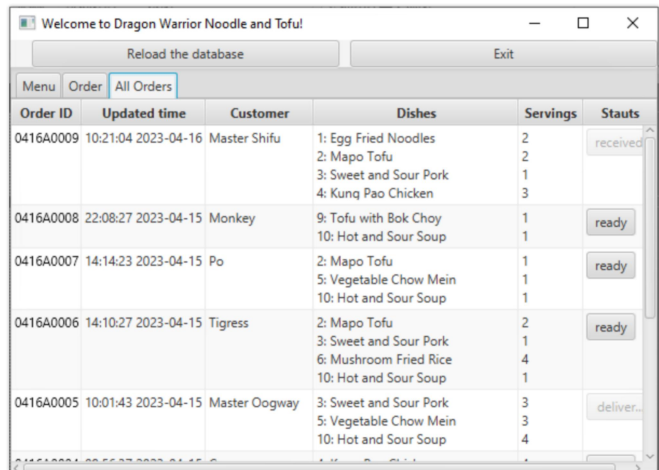 Welcome to Dragon Warrior Noodle and Tofu!
Reload the database Exit
Menu Order All Orders
Order ID Updated time Customer Dishes Servings Stauts
0416A0009 10:21:04 2023-04-16 Master Shifu 1: Egg Fried Noodles 2 received
2: Mapo Tofu 2
3: Sweet and Sour Pork 1
4: Kung Pao Chicken 3
0416A0008 22:08:27 2023-04-15 Monkey 9: Tofu with Bok Choy 1 ready
10: Hot and Sour Soup 1
0416A0007 14:14:23 2023-04-15 Po 2: Mapo Tofu 1 ready
5: Vegetable Chow Mein 1
10: Hot and Sour Soup 1
0416A0006 14:10:27 2023-04-15 Tigress 2: Mapo Tofu 2 ready
3: Sweet and Sour Pork 1
6: Mushroom Fried Rice 4
10: Hot and Sour Soup 1
0416A0005 10:01:43 2023-04-15 Master Oogway 3: Sweet and Sour Pork 3 deliver...
5: Vegetable Chow Mein 3
10: Hot and Sour Soup 4